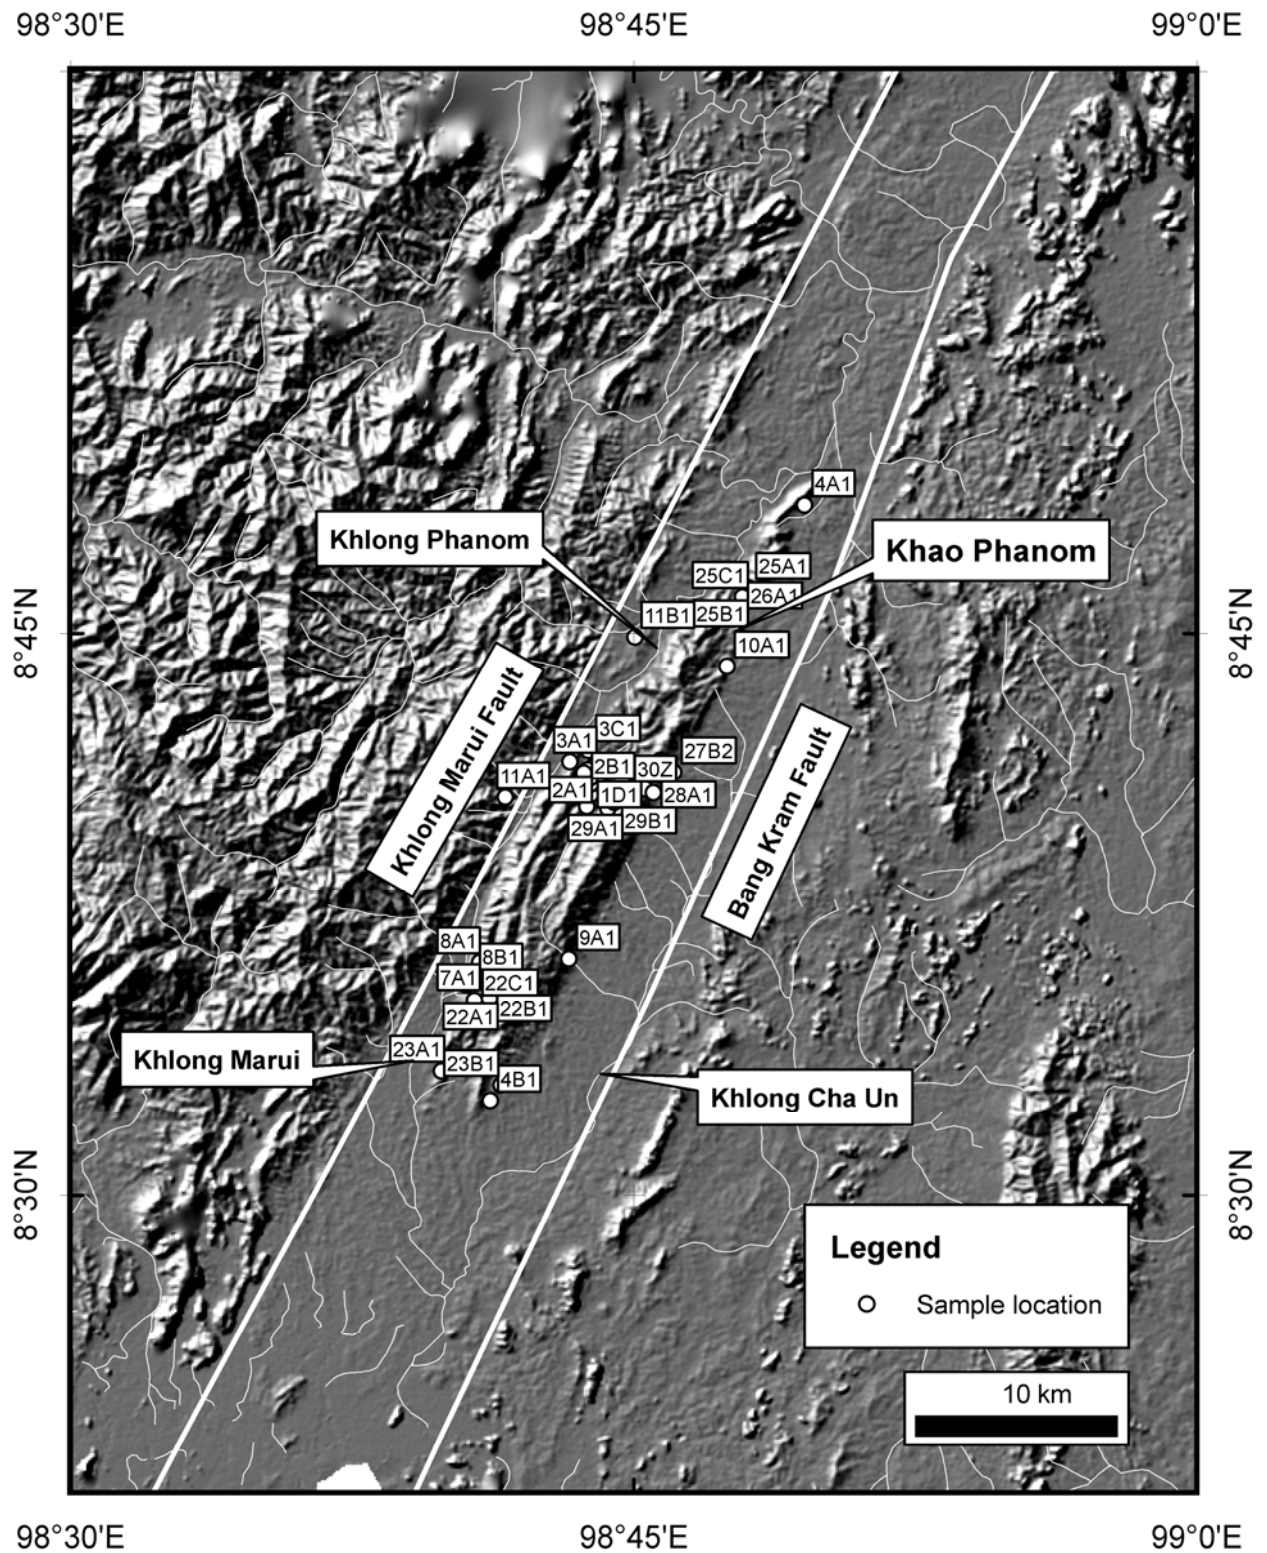 98°30'E 98°45'E 99°0'E
4A1
Khlong Phanom
Khao Phanom
25A1
25C1
26A1
11B1
25B1
8°45'N
8°45'N
10A1
3C1
3A1
27B2
2B1
30Z
11A1
2A1
1D1
28A1
29B1
29A1
Khlong Marui Fault
Bang Kram Fault
9A1
8A1
8B1
7A1
22C1
22B1
22A1
23A1
Khlong Marui
23B1
4B1
Khlong Cha Un
8°30'N
8°30'N
Legend
Sample location
10 km
98°30'E 98°45'E 99°0'E